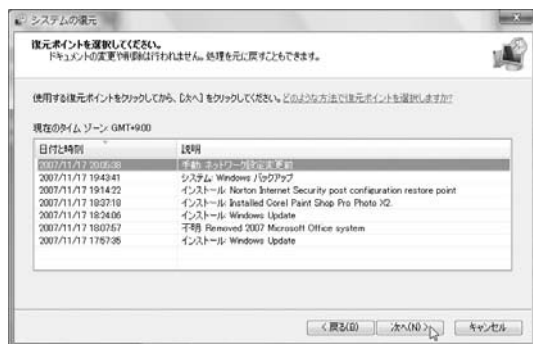 システムの復元
復元ポイントを選択してください。
ドキュメントの変更や削除は行われません。処理を元に戻すこともできます。
使用する復元ポイントをクリックしてから、[次へ] をクリックしてください。どのような方法で復元ポイントを選択しますか?
現在のタイム ゾーン: GMT+9:00
日付と時刻 説明
2007/11/17 20:05:38 手動: ネットワーク設定変更前
2007/11/17 19:43:41 システム: Windows バックアップ
2007/11/17 19:14:22 インストール: Norton Internet Security post configuration restore point
2007/11/17 18:37:18 インストール: Installed Corel Paint Shop Pro Photo X2.
2007/11/17 18:24:06 インストール: Windows Update
2007/11/17 18:07:57 不明: Removed 2007 Microsoft Office system
2007/11/17 17:57:35 インストール: Windows Update
< 戻る(B) 次へ(N) > キャンセル